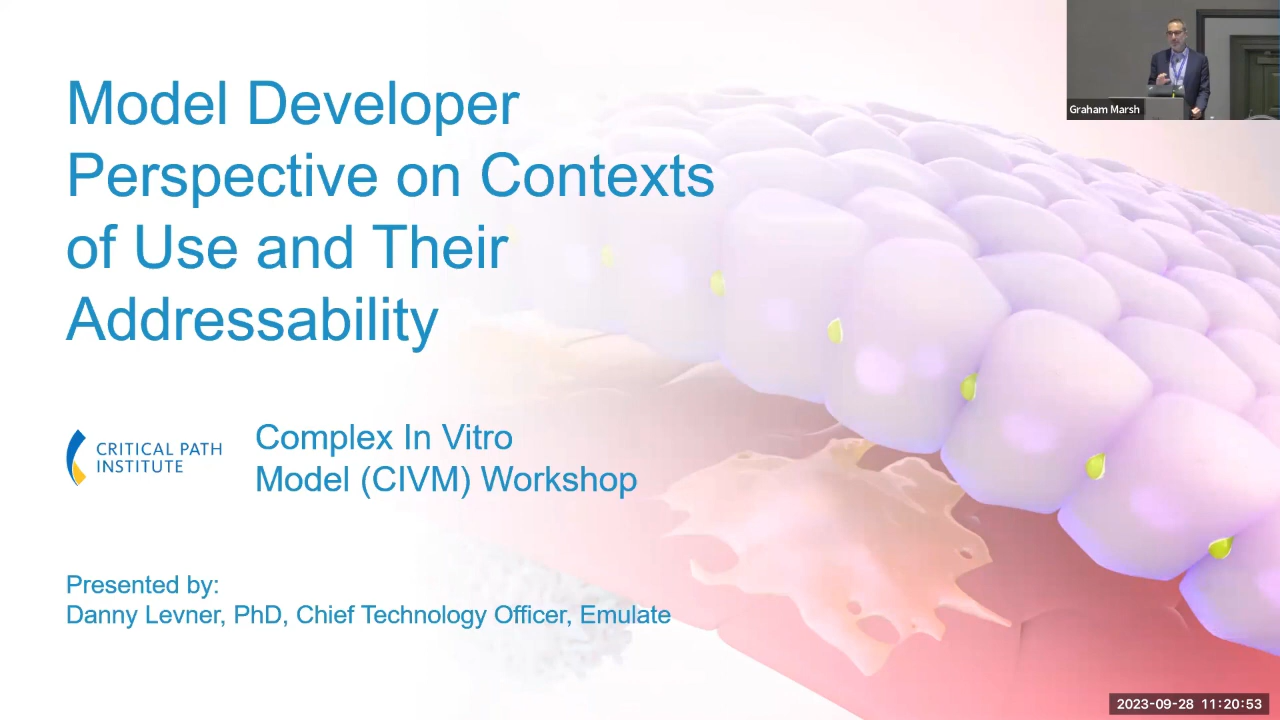 Model Developer
Perspective on Contexts
of Use and Their
Addressability
CRITICAL PATH
INSTITUTE
Complex In Vitro
Model (CIVM) Workshop
Presented by:
Danny Levner, PhD, Chief Technology Officer, Emulate
Graham Marsh
2023-09-28 11:20:53